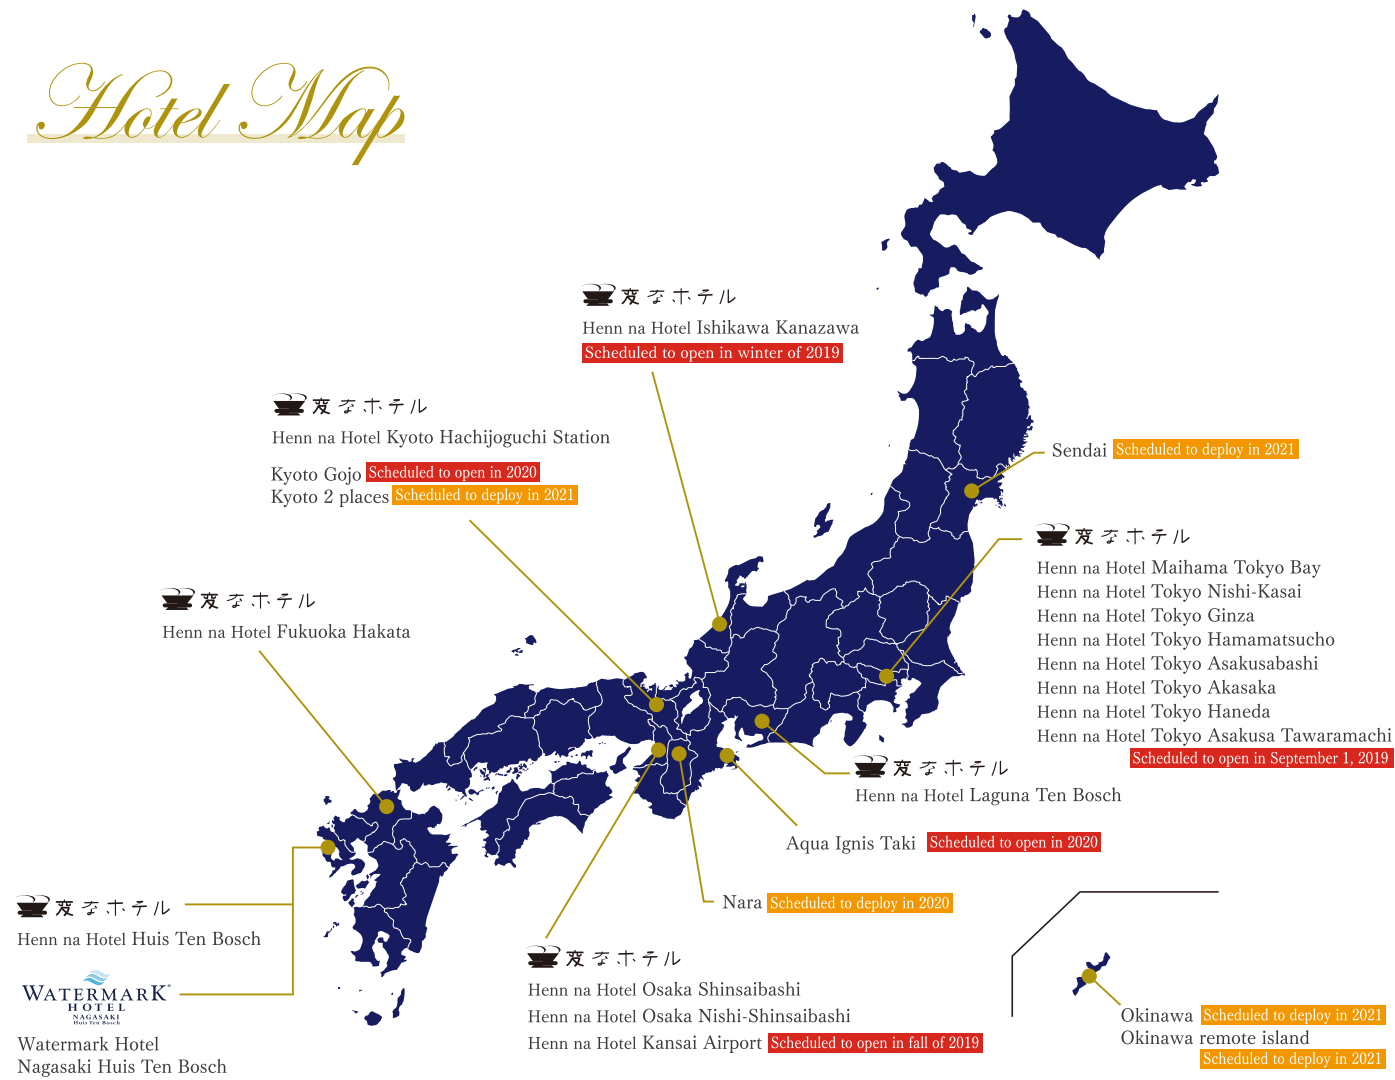 Hotel Map
変なホテル
Henn na Hotel Ishikawa Kanazawa
Scheduled to open in winter of 2019
変なホテル
Henn na Hotel Kyoto Hachijoguchi Station
Kyoto Gojo Scheduled to open in 2020
Kyoto 2 places Scheduled to deploy in 2021
Sendai Scheduled to deploy in 2021
変なホテル
Henn na Hotel Maihama Tokyo Bay
Henn na Hotel Tokyo Nishi-Kasai
Henn na Hotel Tokyo Ginza
Henn na Hotel Tokyo Hamamatsucho
Henn na Hotel Tokyo Asakusabashi
Henn na Hotel Tokyo Akasaka
Henn na Hotel Tokyo Haneda
Henn na Hotel Tokyo Asakusa Tawaramachi
Scheduled to open in September 1, 2019
変なホテル
Henn na Hotel Fukuoka Hakata
変なホテル
Henn na Hotel Laguna Ten Bosch
Aqua Ignis Taki Scheduled to open in 2020
Nara Scheduled to deploy in 2020
変なホテル
Henn na Hotel Huis Ten Bosch
WATERMARK®
HOTEL
NAGASAKI
Huis Ten Bosch
Watermark Hotel
Nagasaki Huis Ten Bosch
変なホテル
Henn na Hotel Osaka Shinsaibashi
Henn na Hotel Osaka Nishi-Shinsaibashi
Henn na Hotel Kansai Airport Scheduled to open in fall of 2019
Okinawa Scheduled to deploy in 2021
Okinawa remote island
Scheduled to deploy in 2021